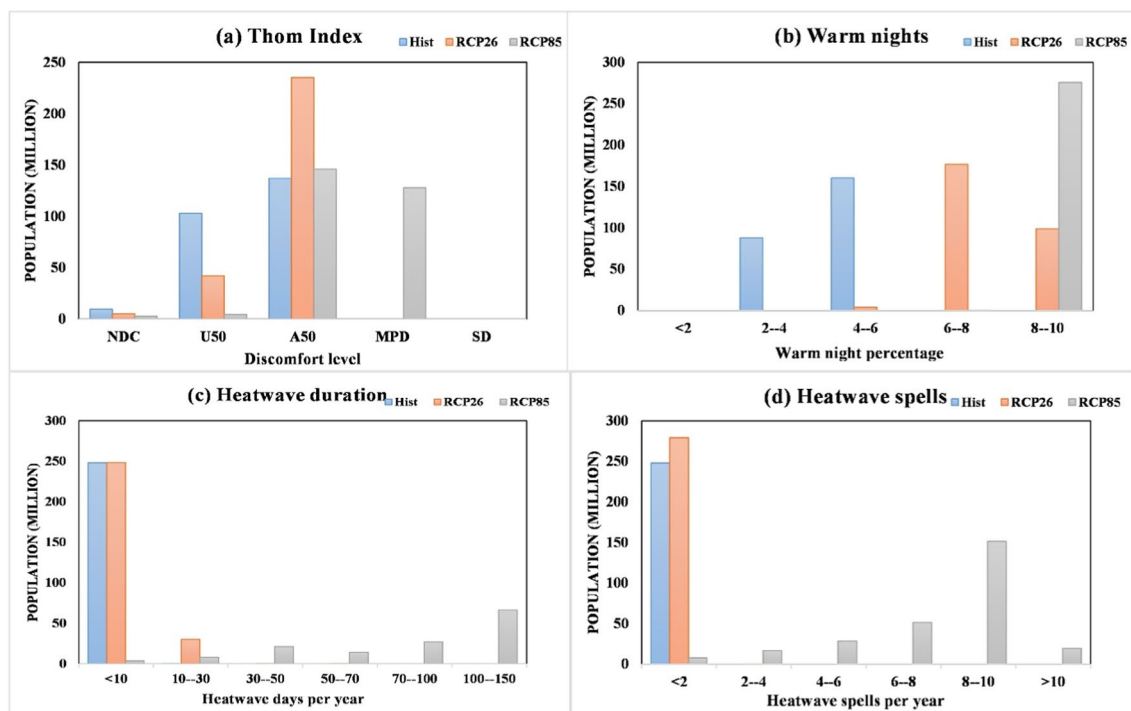 (a) Thom Index
Hist RCP26 RCP85
POPULATION (MILLION)
250
200
150
100
50
0
NDC U50 A50 MPD SD
Discomfort level
(b) Warm nights
Hist RCP26 RCP85
POPULATION (MILLION)
300
250
200
150
100
50
0
<2 2--4 4--6 6--8 8--10
Warm night percentage
(c) Heatwave duration
Hist RCP26 RCP85
POPULATION (MILLION)
300
250
200
150
100
50
0
<10 10--30 30--50 50--70 70--100 100--150
Heatwave days per year
(d) Heatwave spells
Hist RCP26 RCP85
POPULATION (MILLION)
300
250
200
150
100
50
0
<2 2--4 4--6 6--8 8--10 >10
Heatwave spells per year